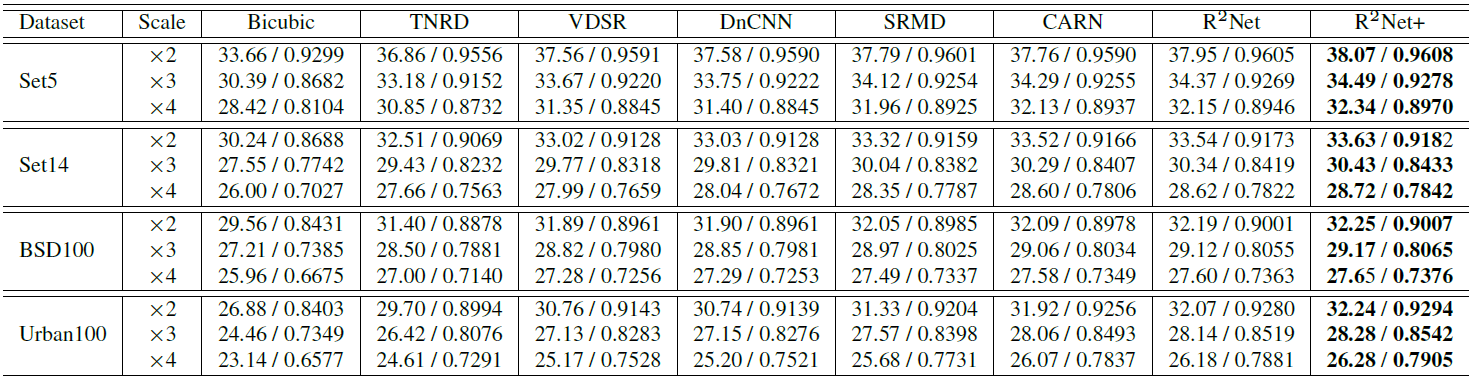 Dataset Scale Bicubic TNRD VDSR DnCNN SRMD CARN R²Net R²Net+
×2 33.66 / 0.9299 36.86 / 0.9556 37.56 / 0.9591 37.58 / 0.9590 37.79 / 0.9601 37.76 / 0.9590 37.95 / 0.9605 38.07 / 0.9608
Set5 ×3 30.39 / 0.8682 33.18 / 0.9152 33.67 / 0.9220 33.75 / 0.9222 34.12 / 0.9254 34.29 / 0.9255 34.37 / 0.9269 34.49 / 0.9278
×4 28.42 / 0.8104 30.85 / 0.8732 31.35 / 0.8845 31.40 / 0.8845 31.96 / 0.8925 32.13 / 0.8937 32.15 / 0.8946 32.34 / 0.8970
×2 30.24 / 0.8688 32.51 / 0.9069 33.02 / 0.9128 33.03 / 0.9128 33.32 / 0.9159 33.52 / 0.9166 33.54 / 0.9173 33.63 / 0.9182
Set14 ×3 27.55 / 0.7742 29.43 / 0.8232 29.77 / 0.8318 29.81 / 0.8321 30.04 / 0.8382 30.29 / 0.8407 30.34 / 0.8419 30.43 / 0.8433
×4 26.00 / 0.7027 27.66 / 0.7563 27.99 / 0.7659 28.04 / 0.7672 28.35 / 0.7787 28.60 / 0.7806 28.62 / 0.7822 28.72 / 0.7842
×2 29.56 / 0.8431 31.40 / 0.8878 31.89 / 0.8961 31.90 / 0.8961 32.05 / 0.8985 32.09 / 0.8978 32.19 / 0.9001 32.25 / 0.9007
BSD100 ×3 27.21 / 0.7385 28.50 / 0.7881 28.82 / 0.7980 28.85 / 0.7981 28.97 / 0.8025 29.06 / 0.8034 29.12 / 0.8055 29.17 / 0.8065
×4 25.96 / 0.6675 27.00 / 0.7140 27.28 / 0.7256 27.29 / 0.7253 27.49 / 0.7337 27.58 / 0.7349 27.60 / 0.7363 27.65 / 0.7376
×2 26.88 / 0.8403 29.70 / 0.8994 30.76 / 0.9143 30.74 / 0.9139 31.33 / 0.9204 31.92 / 0.9256 32.07 / 0.9280 32.24 / 0.9294
Urban100 ×3 24.46 / 0.7349 26.42 / 0.8076 27.13 / 0.8283 27.15 / 0.8276 27.57 / 0.8398 28.06 / 0.8493 28.14 / 0.8519 28.28 / 0.8542
×4 23.14 / 0.6577 24.61 / 0.7291 25.17 / 0.7528 25.20 / 0.7521 25.68 / 0.7731 26.07 / 0.7837 26.18 / 0.7881 26.28 / 0.7905